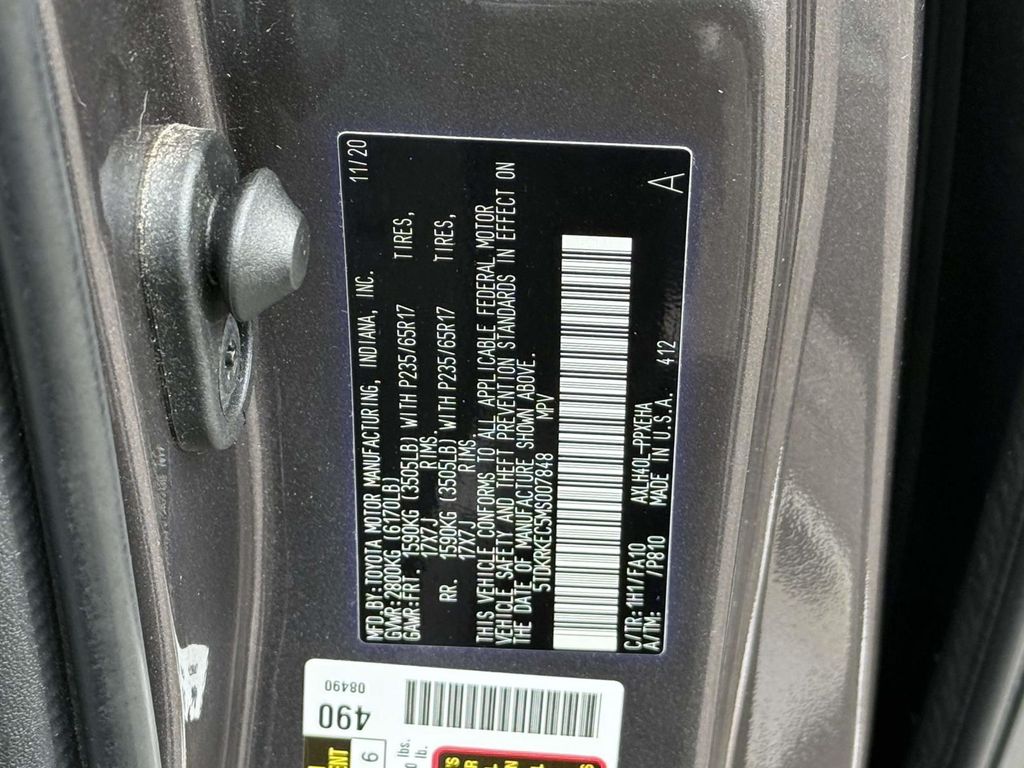 MFD.BY:TOYOTA MOTOR MANUFACTURING, INDIANA, INC. 11/20
GVWR:2800KG (6170LB)
GAWR:FRT. 1590KG (3505LB) WITH P235/65R17 TIRES,
17X7J RIMS
RR. 1590KG (3505LB) WITH P235/65R17 TIRES,
17X7J RIMS
THIS VEHICLE CONFORMS TO ALL APPLICABLE FEDERAL MOTOR
VEHICLE SAFETY AND THEFT PREVENTION STANDARDS IN EFFECT ON
THE DATE OF MANUFACTURE SHOWN ABOVE.
5TDKRKEC5MS007848 MPV
C/TR:1H1/FA10 AXLH40L-PPXEHA 412
A/TM: /P810 MADE IN U.S.A. A
08490
490
lbs.
lb.